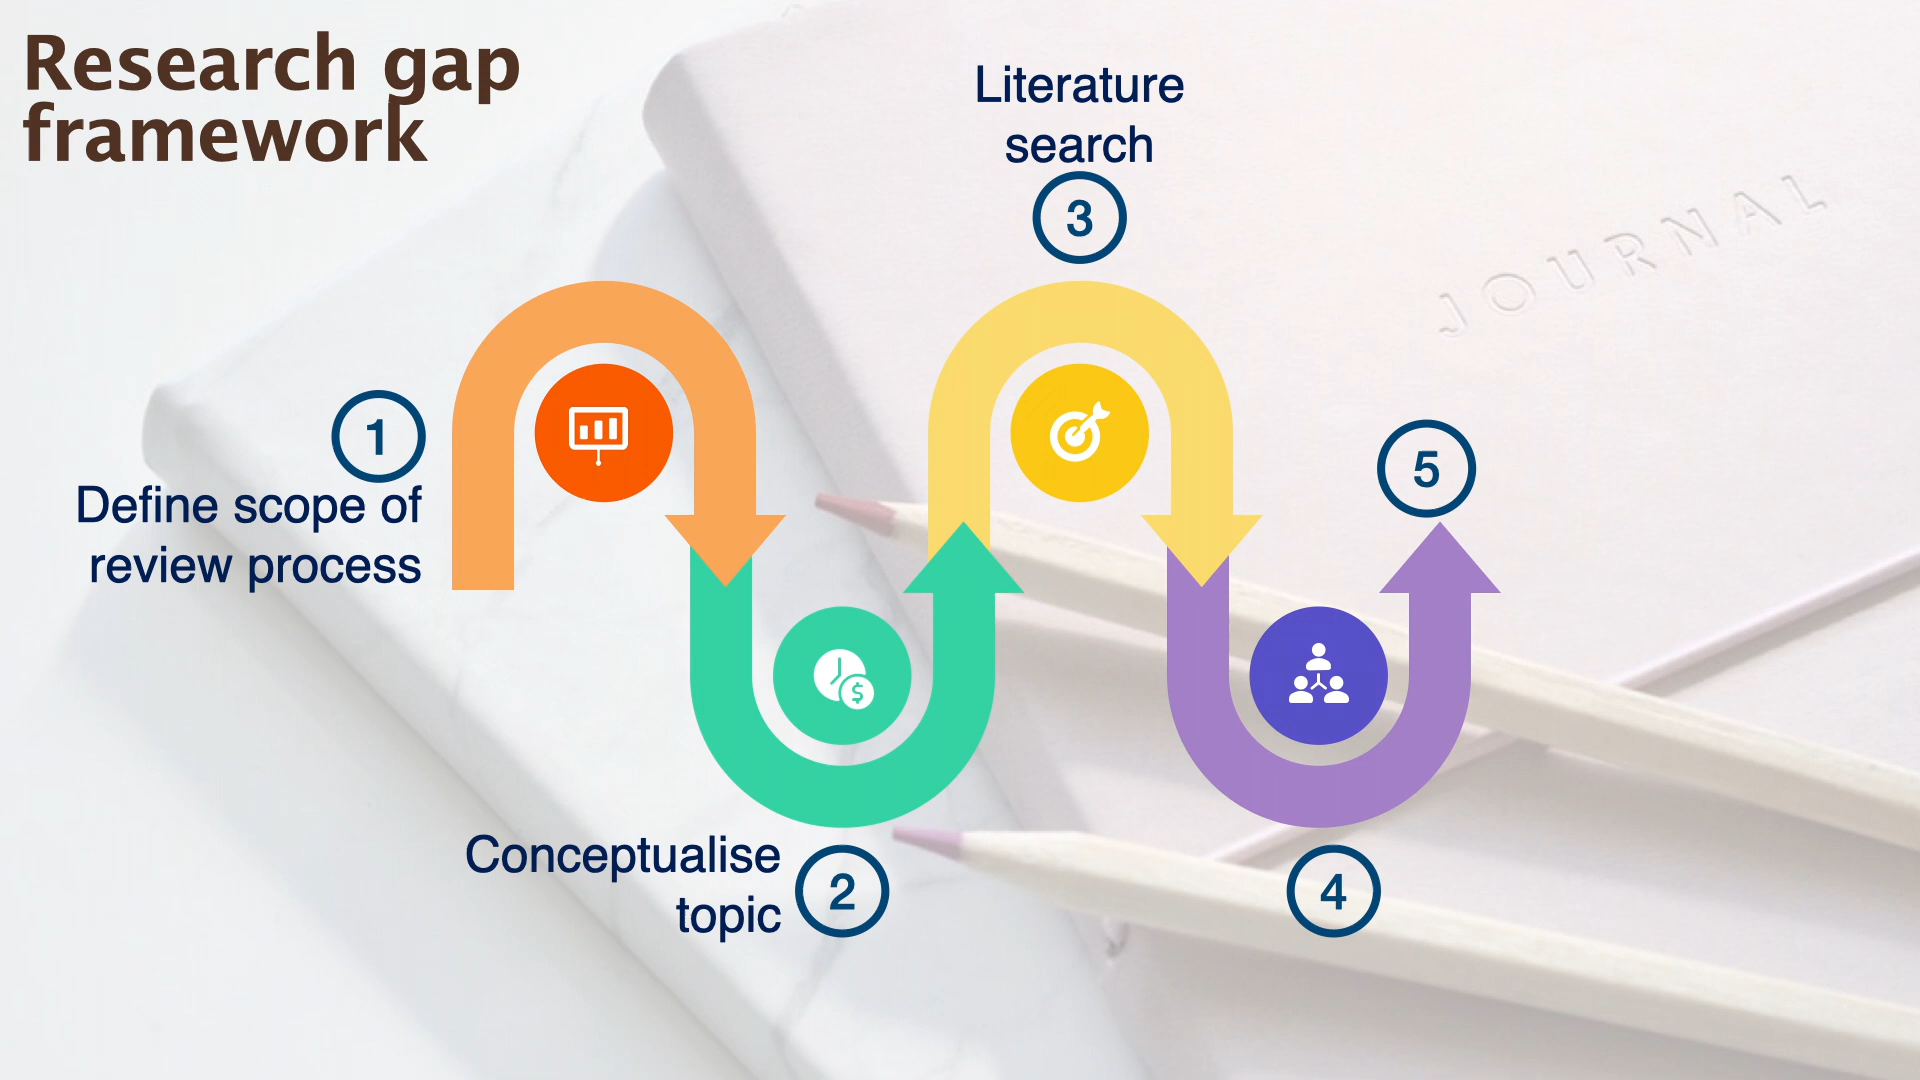 Research gap
framework
Literature
search
3
JOURNAL
1
Define scope of
review process
5
$
Conceptualise
topic
2
4